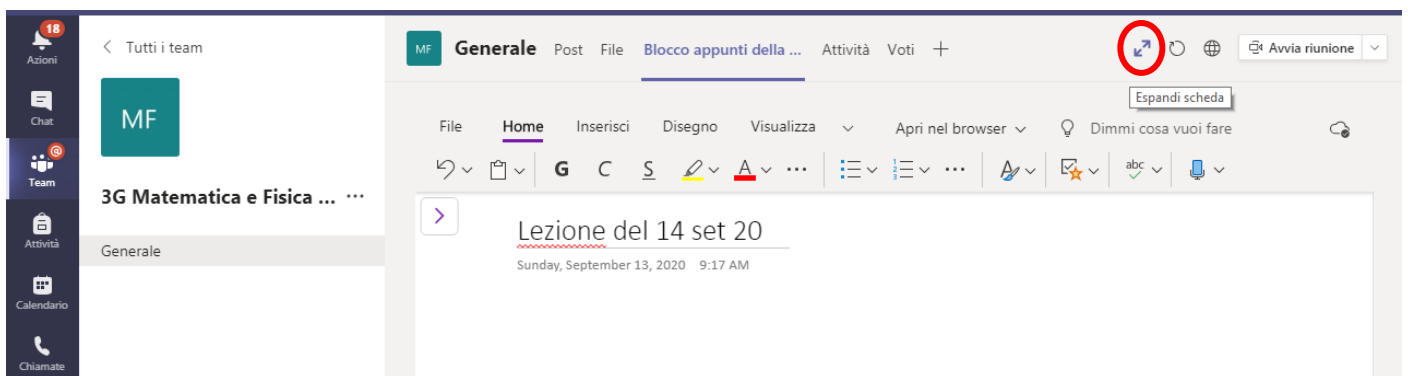 18
Azioni
Chat
@
Team
Attività
Calendario
Chiamate
Tutti i team
MF
3G Matematica e Fisica ... ...
Generale
MF Generale Post File Blocco appunti della ... Attività Voti + Avvia riunione
Espandi scheda
File Home Inserisci Disegno Visualizza Apri nel browser Dimmi cosa vuoi fare
G C S A ... ... A abc
Lezione del 14 set 20
Sunday, September 13, 2020 9:17 AM